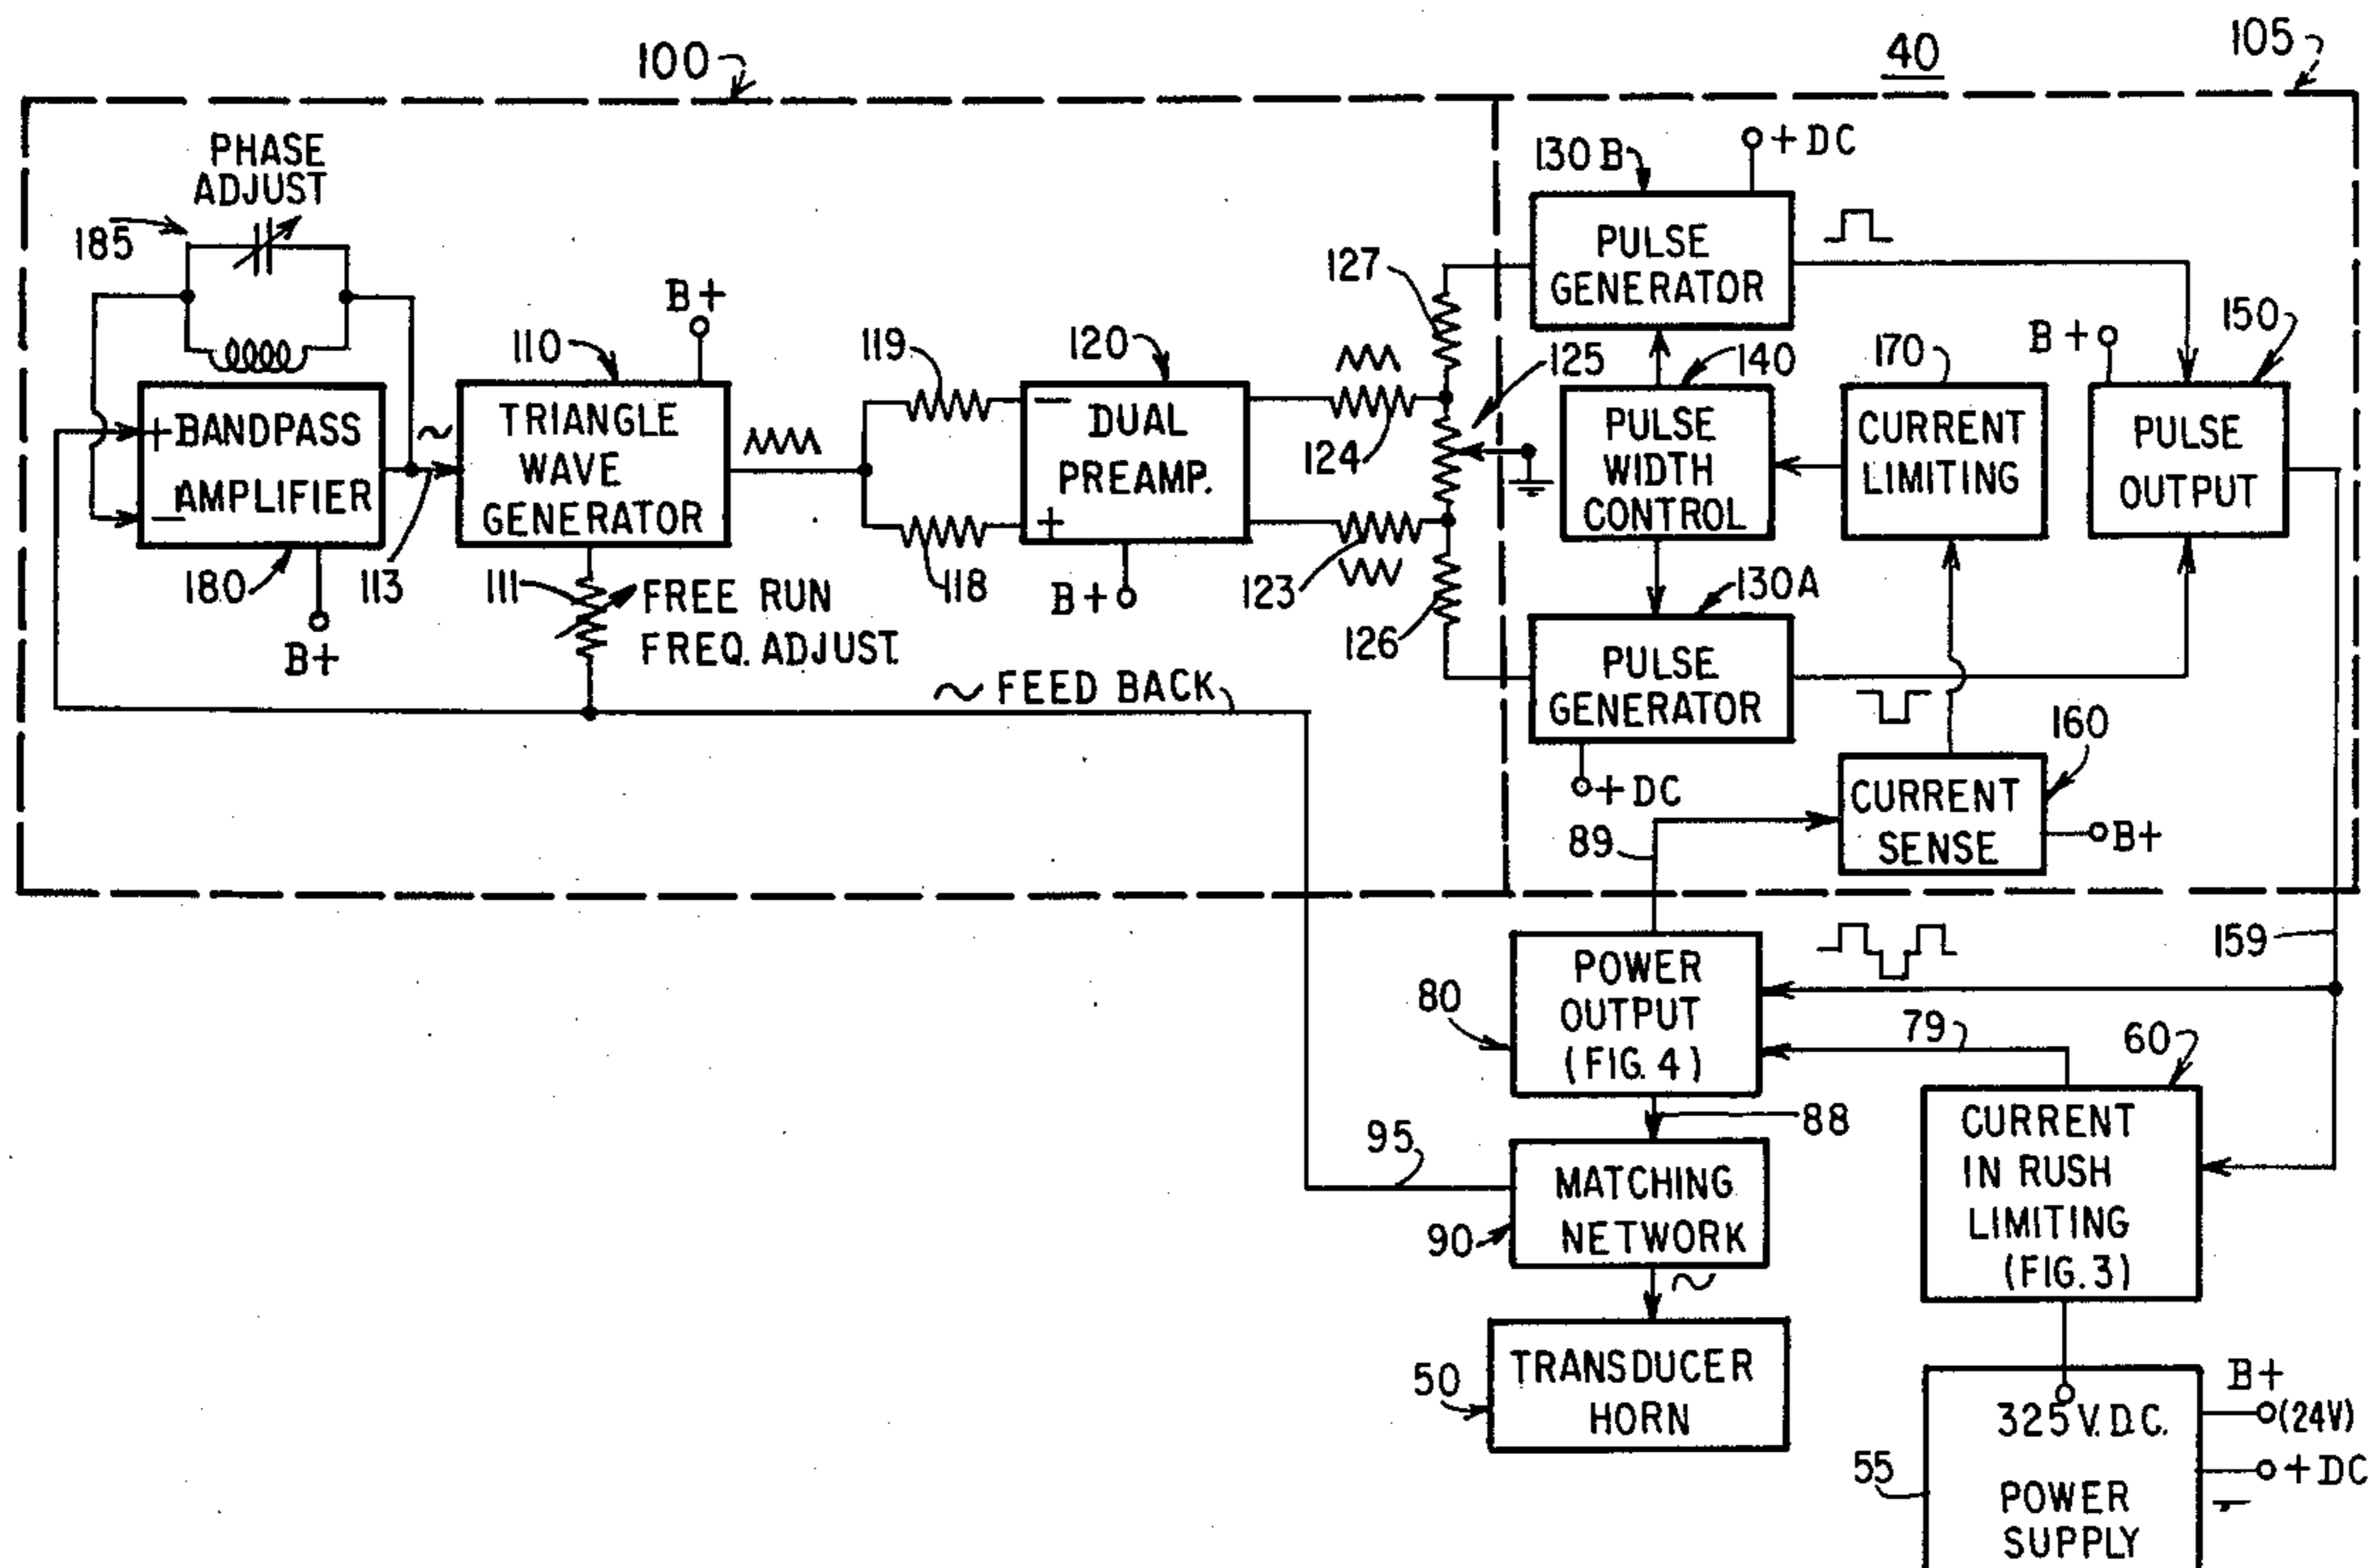 100
40
105
PHASE
ADJUST
185
130B
+DC
PULSE
GENERATOR
127
B+
110
119
120
125
140
170
B+
150
+BANDPASS
-AMPLIFIER
~
TRIANGLE
WAVE
GENERATOR
-
DUAL
PREAMP.
+
124
PULSE
WIDTH
CONTROL
CURRENT
LIMITING
PULSE
OUTPUT
180
113
111
FREE RUN
FREQ. ADJUST.
118
B+
123
126
130A
B+
~ FEED BACK
PULSE
GENERATOR
160
+DC
89
CURRENT
SENSE
B+
159
80
POWER
OUTPUT
(FIG. 4)
79
60
88
95
MATCHING
NETWORK
90
~
CURRENT
IN RUSH
LIMITING
(FIG. 3)
50
TRANSDUCER
HORN
325 V.D.C.
B+
(24V)
55
+DC
POWER
SUPPLY